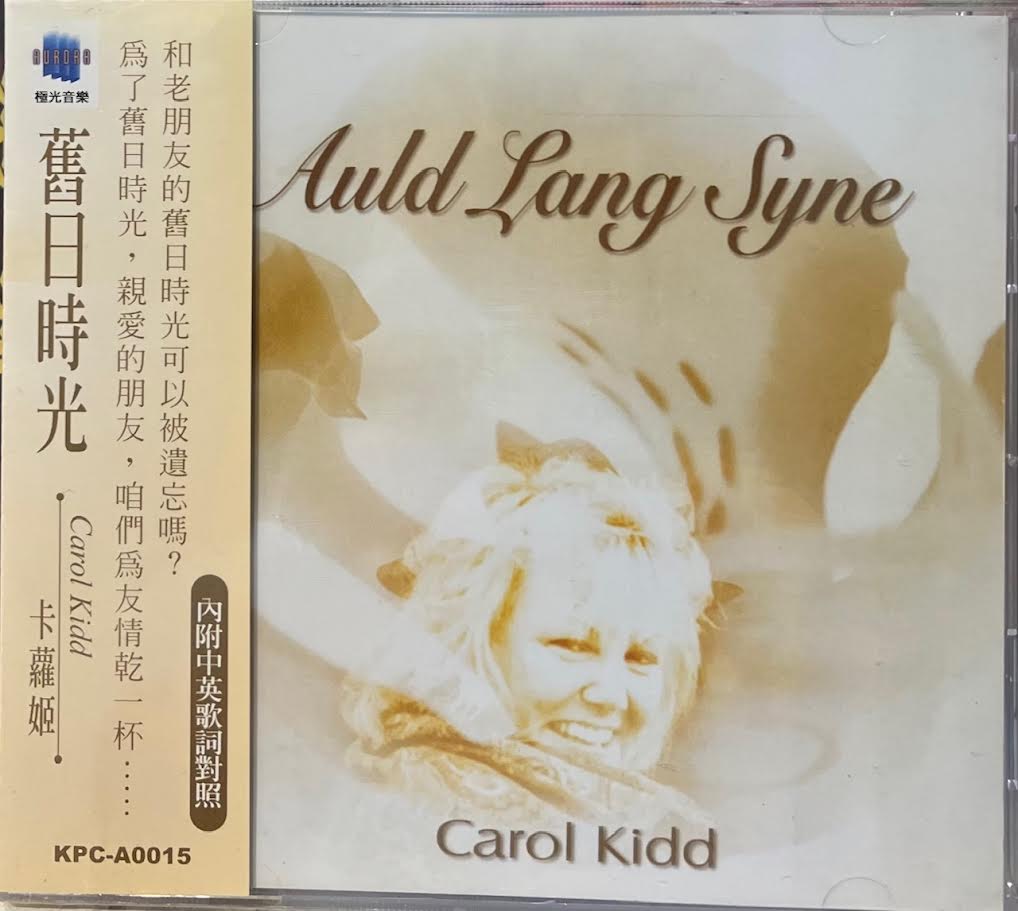 AURORA
極光音樂
和老朋友的舊日時光可以被遺忘嗎？
為了舊日時光，親愛的朋友，咱們為友情乾一杯……
舊日時光
Carol Kidd
卡蘿姬
內附中英歌詞對照
KPC-A0015
Auld Lang Syne
Carol Kidd